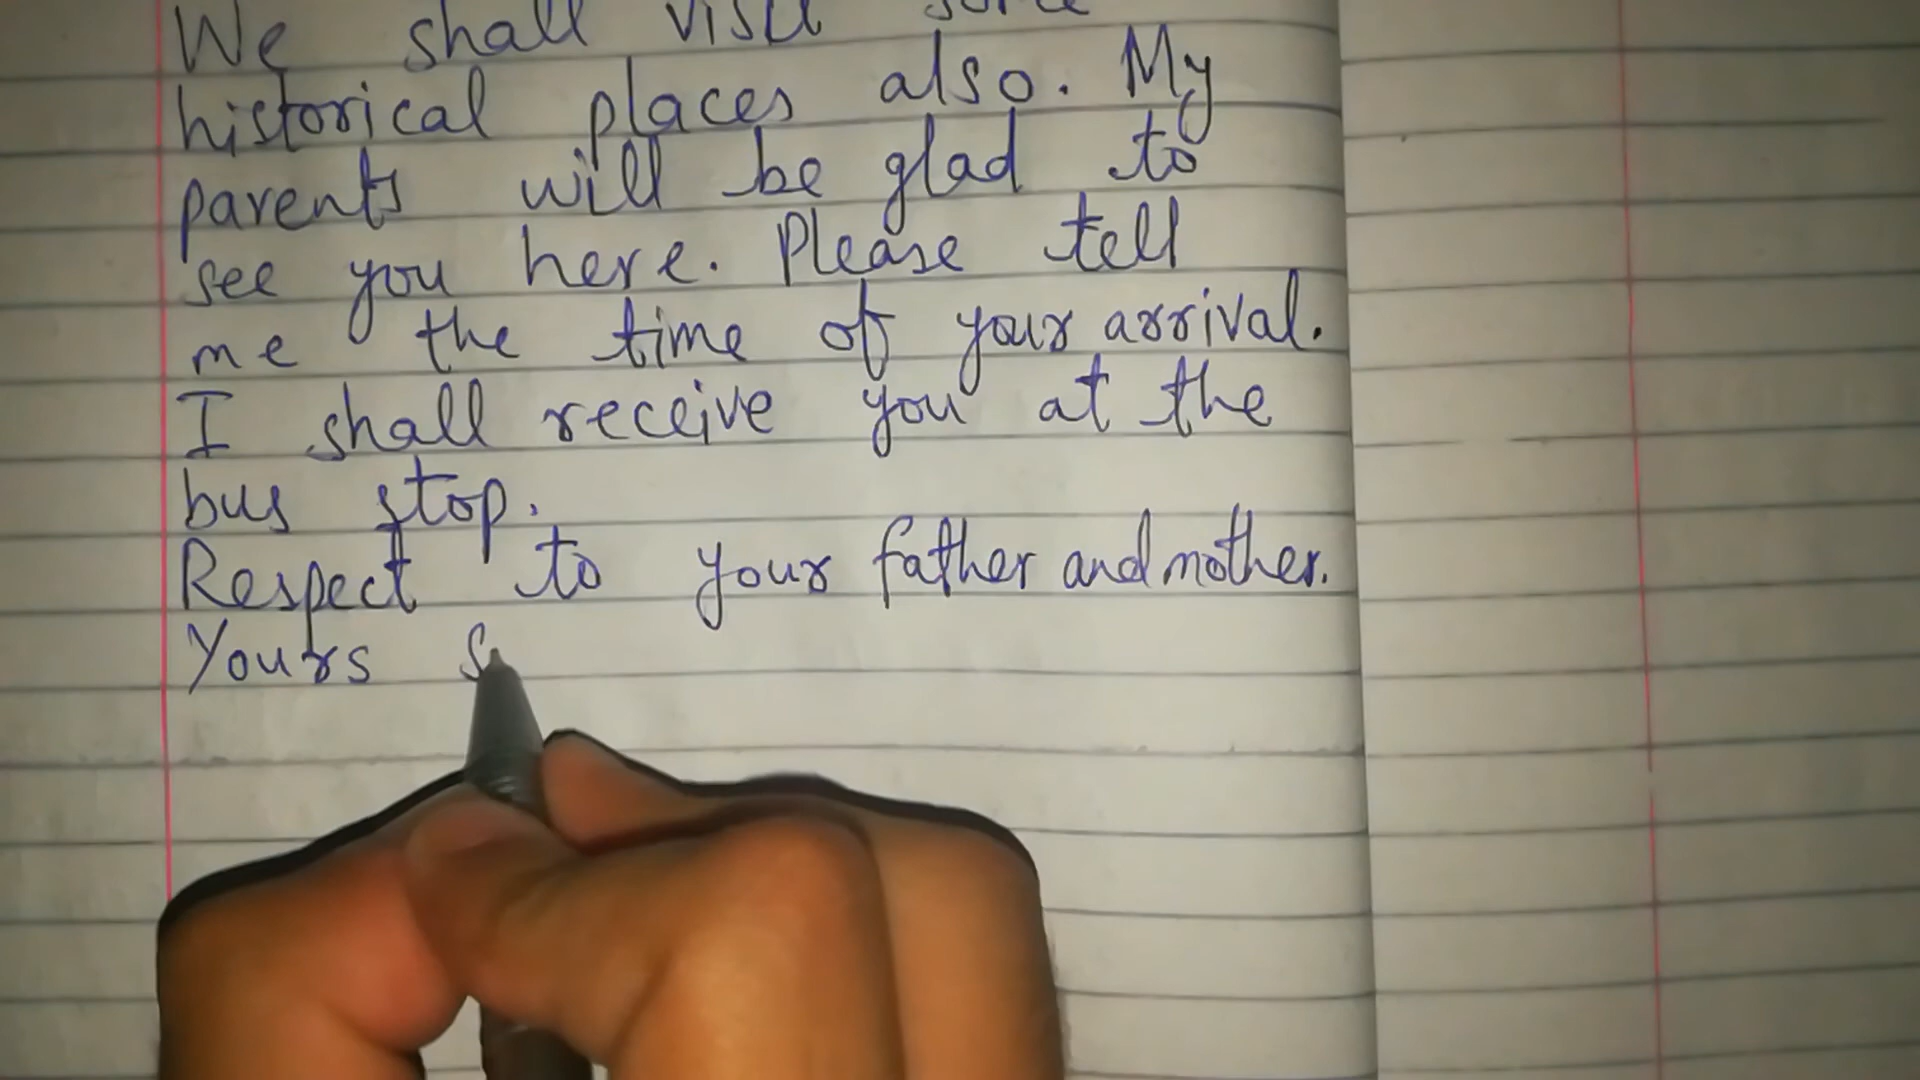 We shall visit some
historical places also. My
parents will be glad to
see you here. Please tell
me the time of your arrival.
I shall receive you at the
bus stop.
Respect to your father and mother.
Yours S